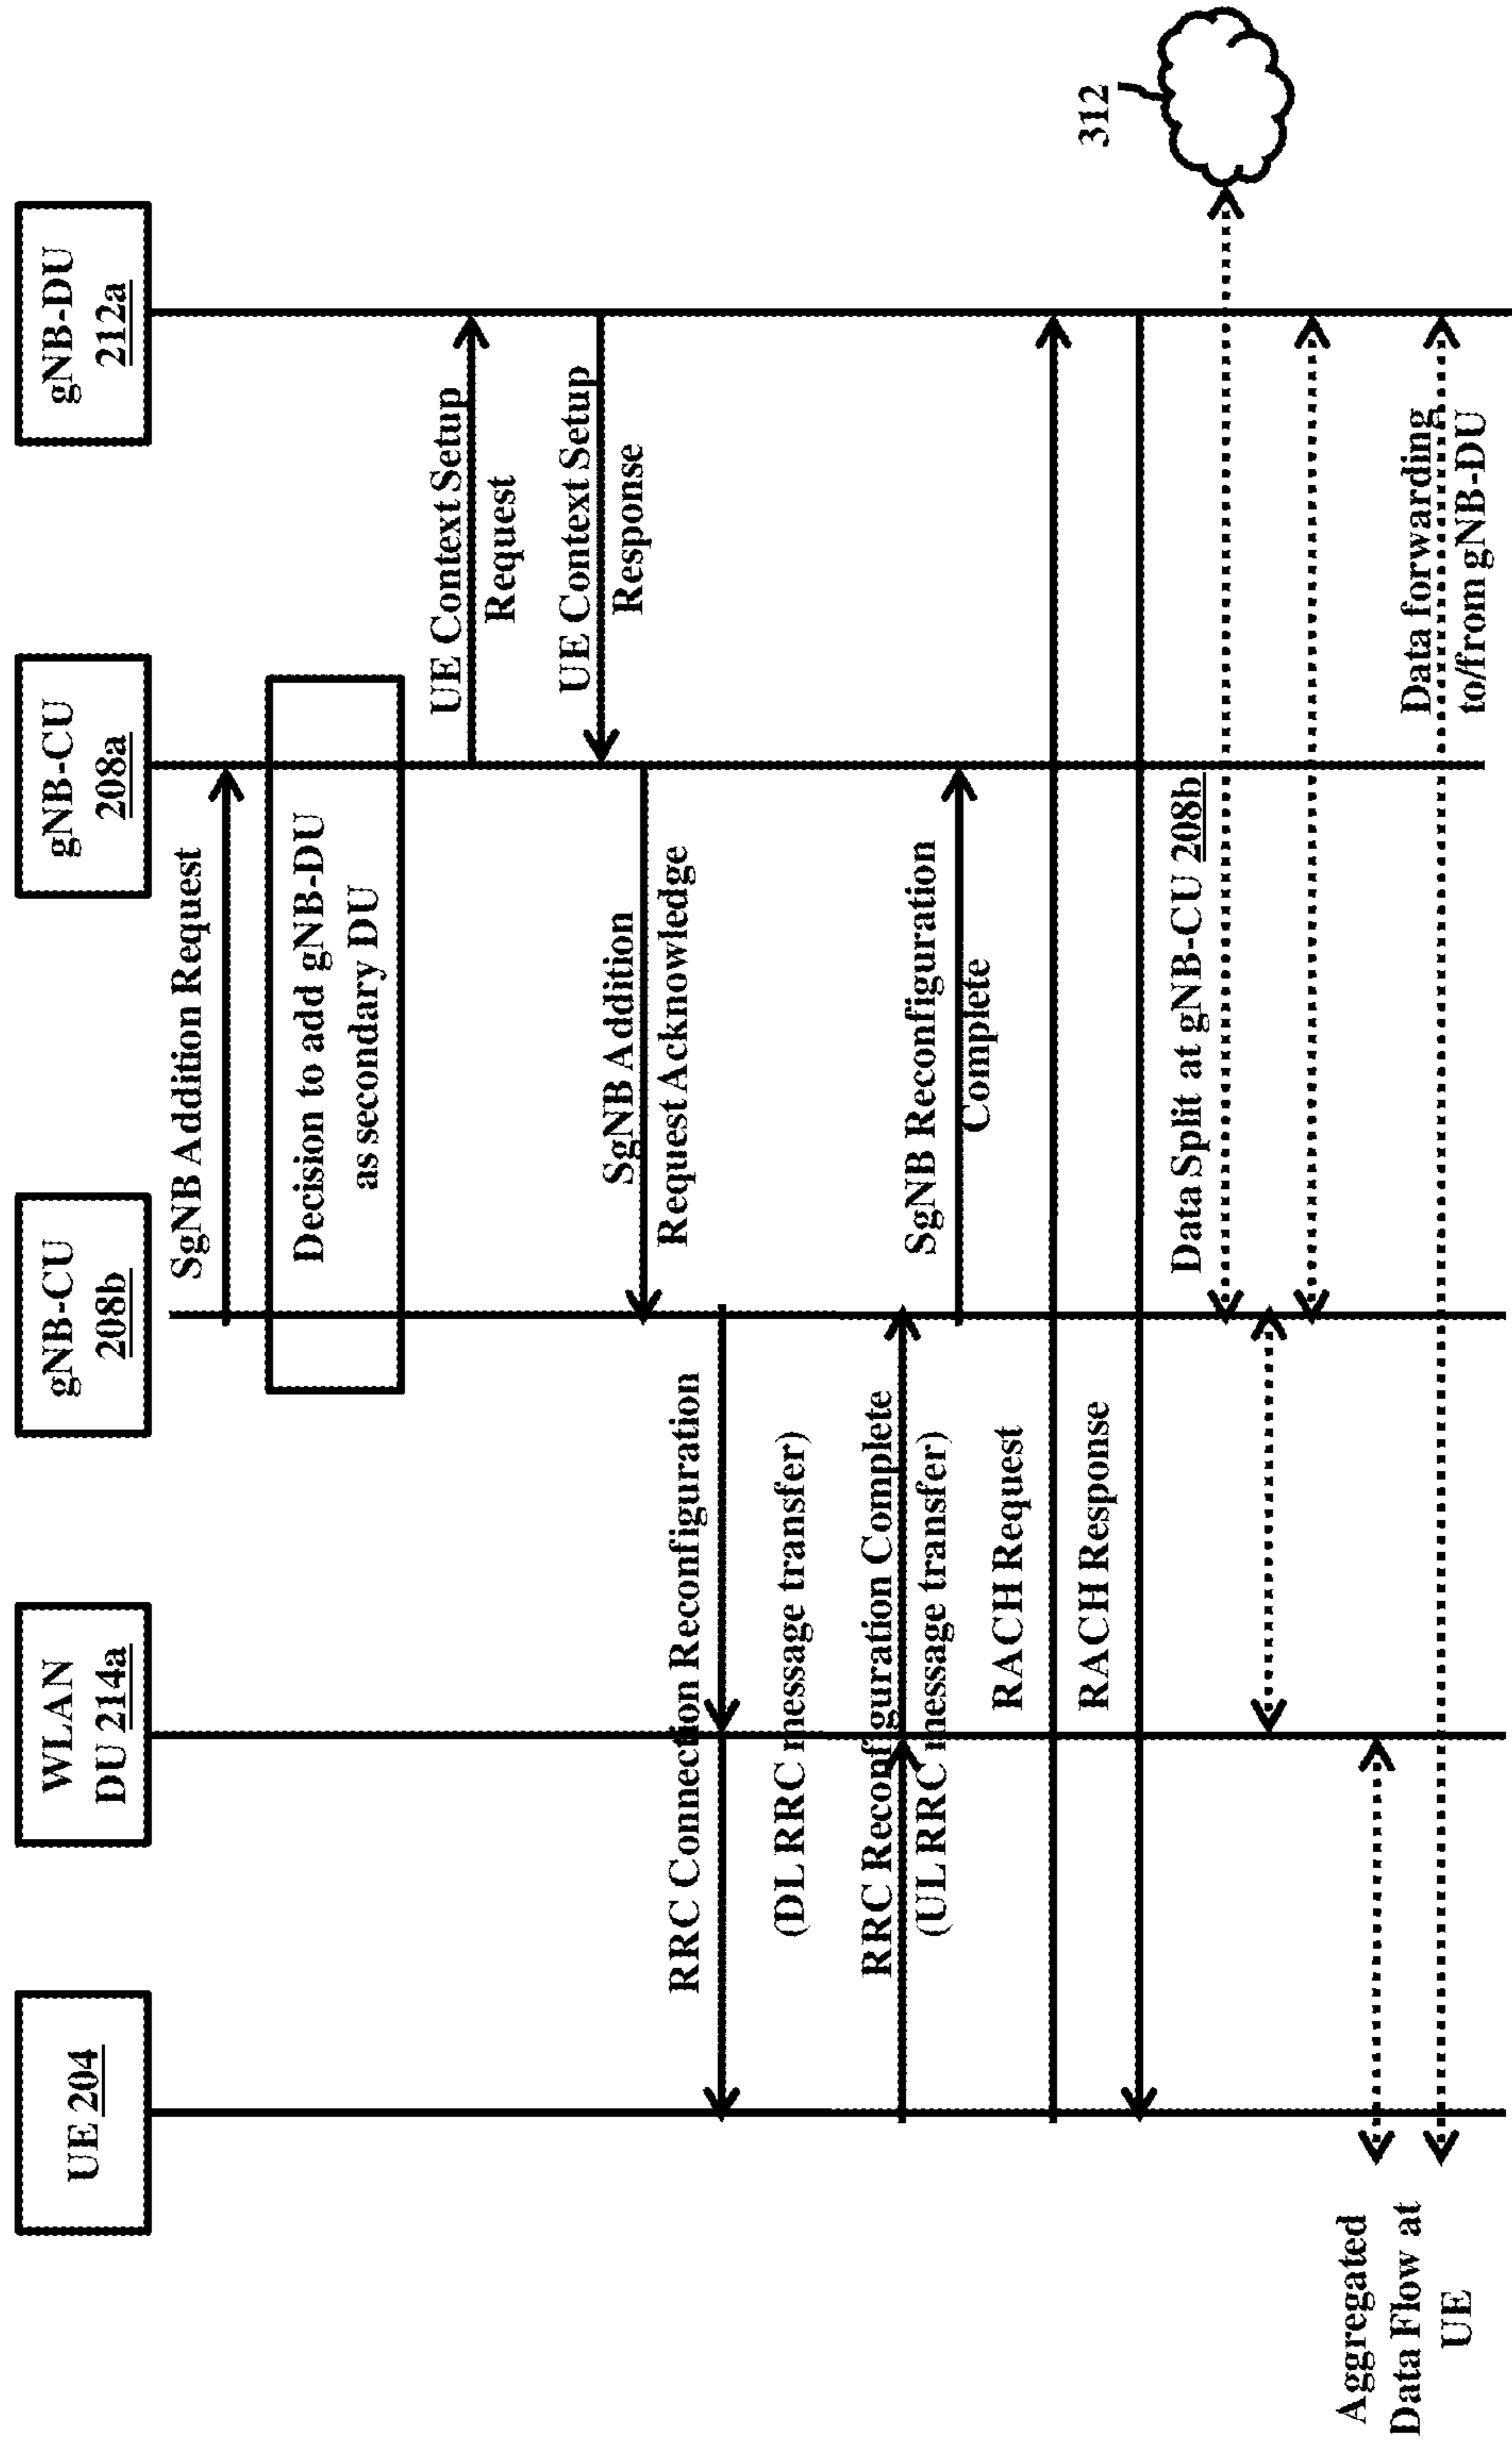 UE 204
WLAN
DU 214a
gNB-CU
208b
gNB-CU
208a
gNB-DU
212a
SgNB Addition Request
Decision to add gNB-DU
as secondary DU
UE Context Setup
Request
UE Context Setup
Response
SgNB Addition
Request Acknowledge
RRC Connection Reconfiguration
(DL RRC message transfer)
RRC Reconfiguration Complete
(UL RRC message transfer)
SgNB Reconfiguration
Complete
RACH Request
RACH Response
312
Data Split at gNB-CU 208b
Aggregated
Data Flow at
UE
Data forwarding
to/from gNB-DU